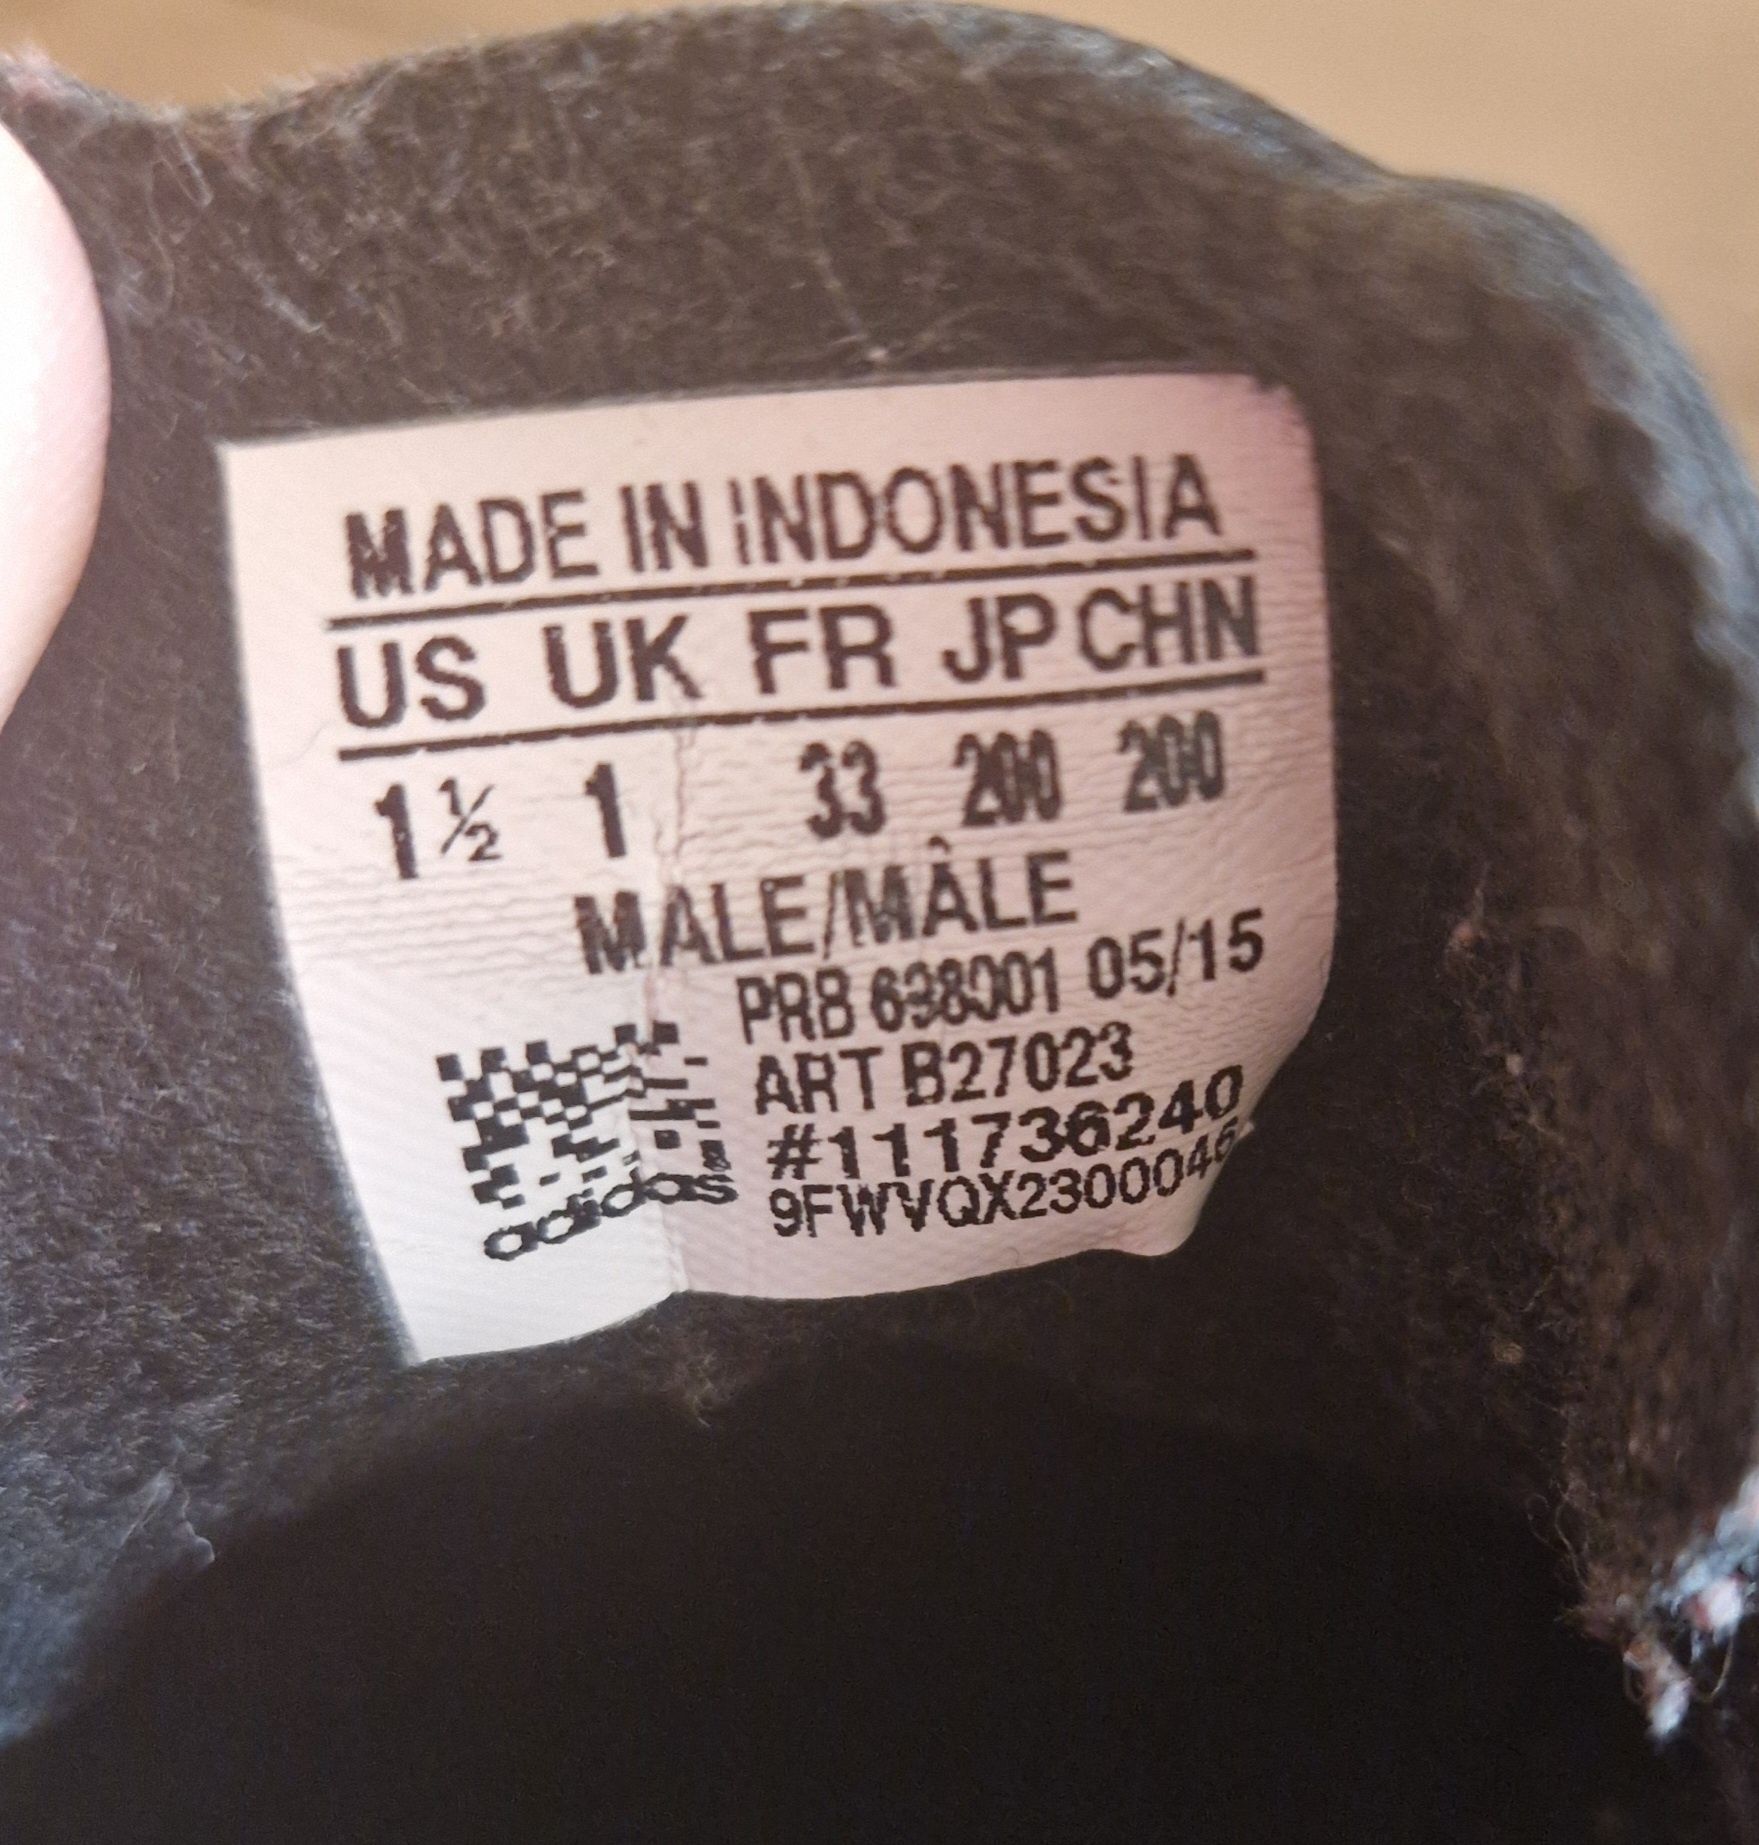 MADE IN INDONESIA
US UK FR JP CHN
1½ 1 33 200 200
MALE/MÂLE
PRB 698001 05/15
ART B27023
#111736240
adidas 9FWVQX2300046